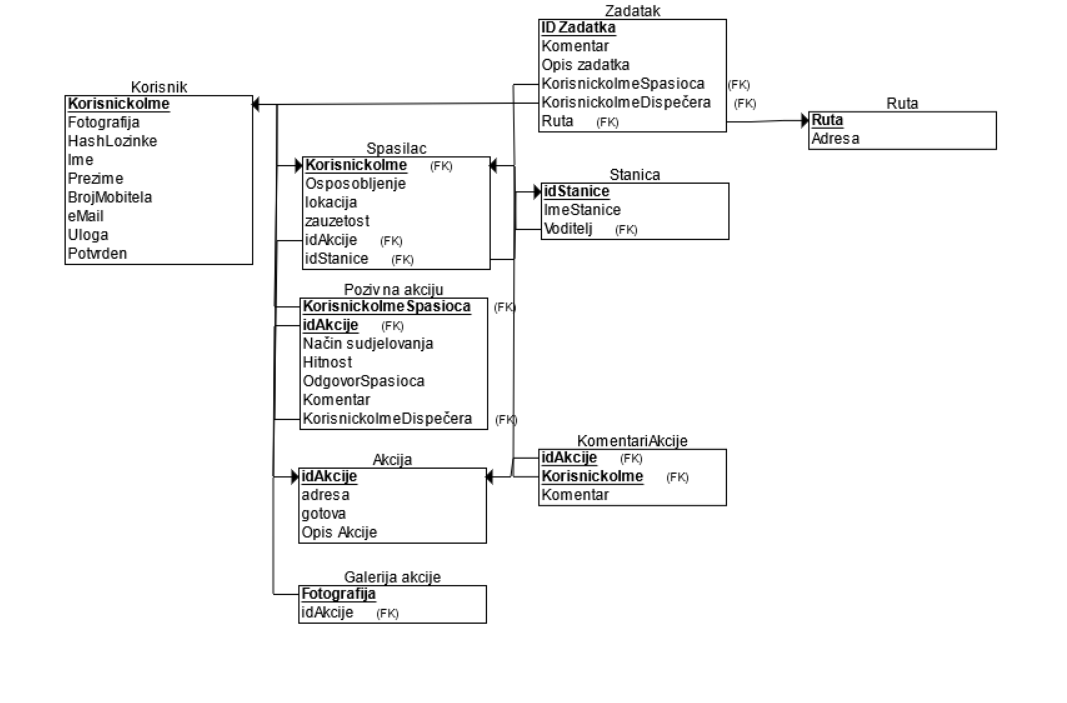 Zadatak
ID Zadatka
Komentar
Opis zadatka
KorisnickoImeSpasioca (FK)
KorisnickoImeDispečera (FK)
Ruta (FK)
Korisnik
KorisnickoIme
Fotografija
HashLozinke
Ime
Prezime
BrojMobitela
eMail
Uloga
Potvrden
Ruta
Ruta
Adresa
Spasilac
KorisnickoIme (FK)
Osposobljenje
lokacija
zauzetost
idAkcije (FK)
idStanice (FK)
Stanica
idStanice
ImeStanice
Voditelj (FK)
Poziv na akciju
KorisnickoImeSpasioca (FK)
idAkcije (FK)
Način sudjelovanja
Hitnost
OdgovorSpasioca
Komentar
KorisnickoImeDispečera (FK)
KomentariAkcije
idAkcije (FK)
KorisnickoIme (FK)
Komentar
Akcija
idAkcije
adresa
gotova
Opis Akcije
Galerija akcije
Fotografija
idAkcije (FK)